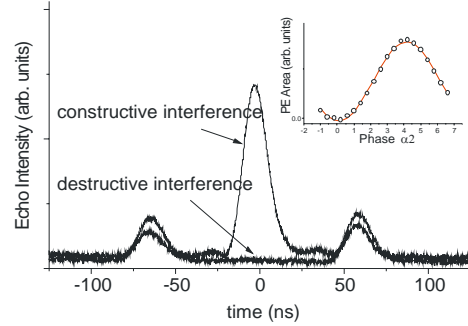 Echo Intensity (arb. units)
constructive interference
destructive interference
-100
-50
0
50
100
time (ns)
PE Area (arb. units)
0.0
-2 -1 0 1 2 3 4 5 6 7
Phase α2